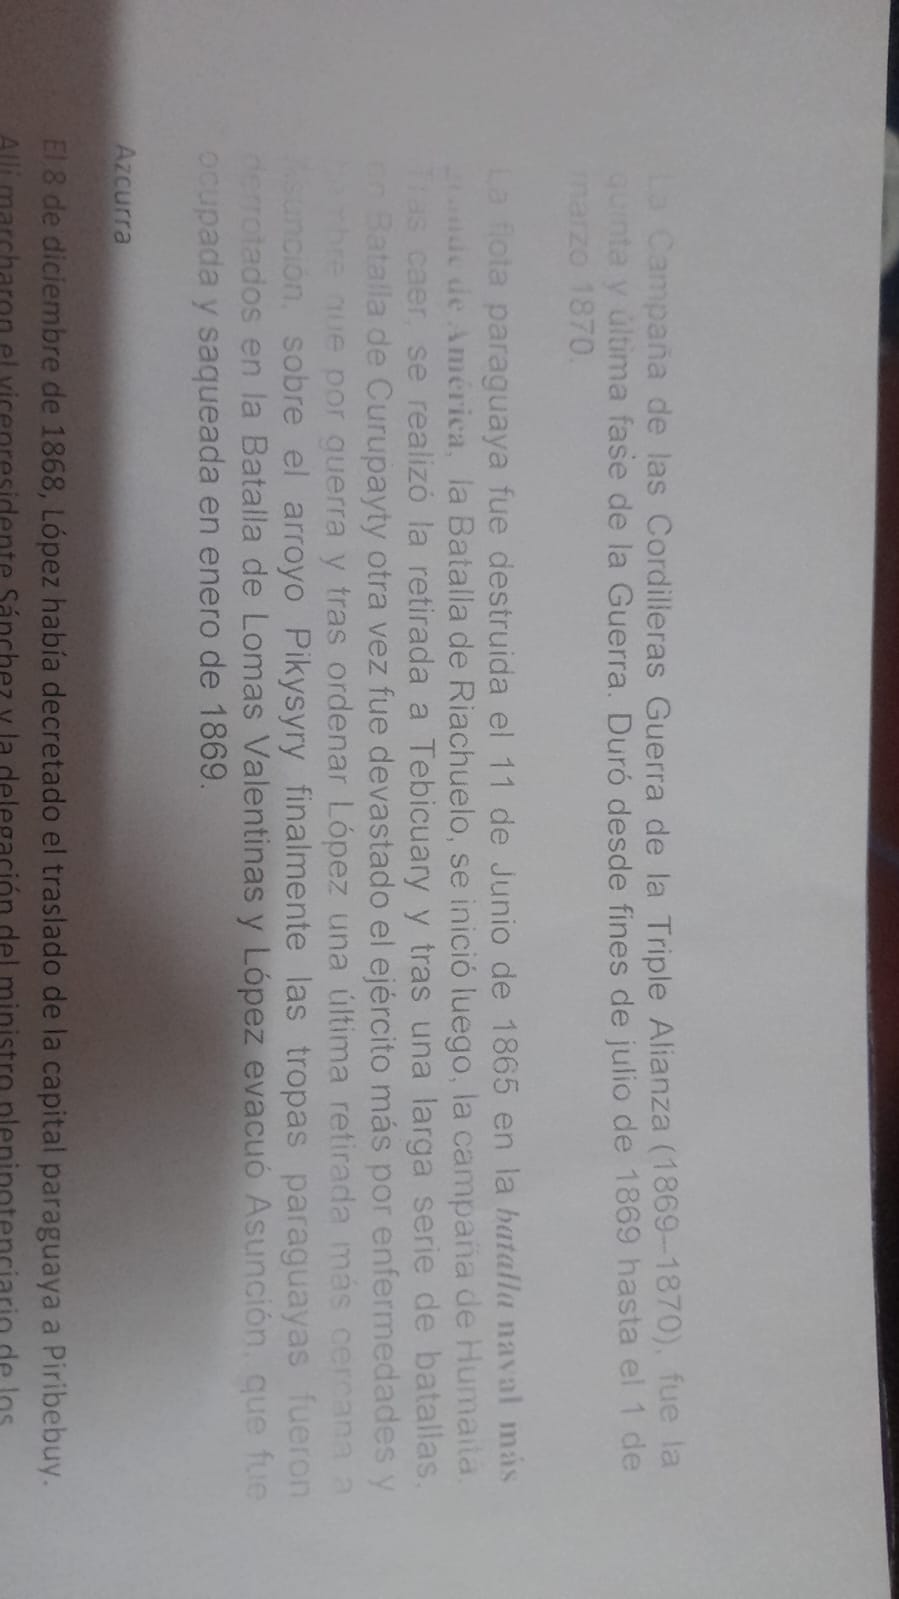 La Campaña de las Cordilleras Guerra de la Triple Alianza (1869–1870), fue la
quinta y última fase de la Guerra. Duró desde fines de julio de 1869 hasta el 1 de
marzo 1870.
La flota paraguaya fue destruida el 11 de Junio de 1865 en la batalla naval más
grande de América, la Batalla de Riachuelo, se inició luego, la campaña de Humaitá.
Tras caer, se realizó la retirada a Tebicuary y tras una larga serie de batallas.
en Batalla de Curupayty otra vez fue devastado el ejército más por enfermedades y
hambre que por guerra y tras ordenar López una última retirada más cercana a
Asunción, sobre el arroyo Pikysyry finalmente las tropas paraguayas fueron
derrotados en la Batalla de Lomas Valentinas y López evacuó Asunción, que fue
ocupada y saqueada en enero de 1869.
Azcurra
El 8 de diciembre de 1868, López había decretado el traslado de la capital paraguaya a Piribebuy.
Allí marcharon el vicepresidente Sánchez y la delegación del ministro plenipotenciario de los